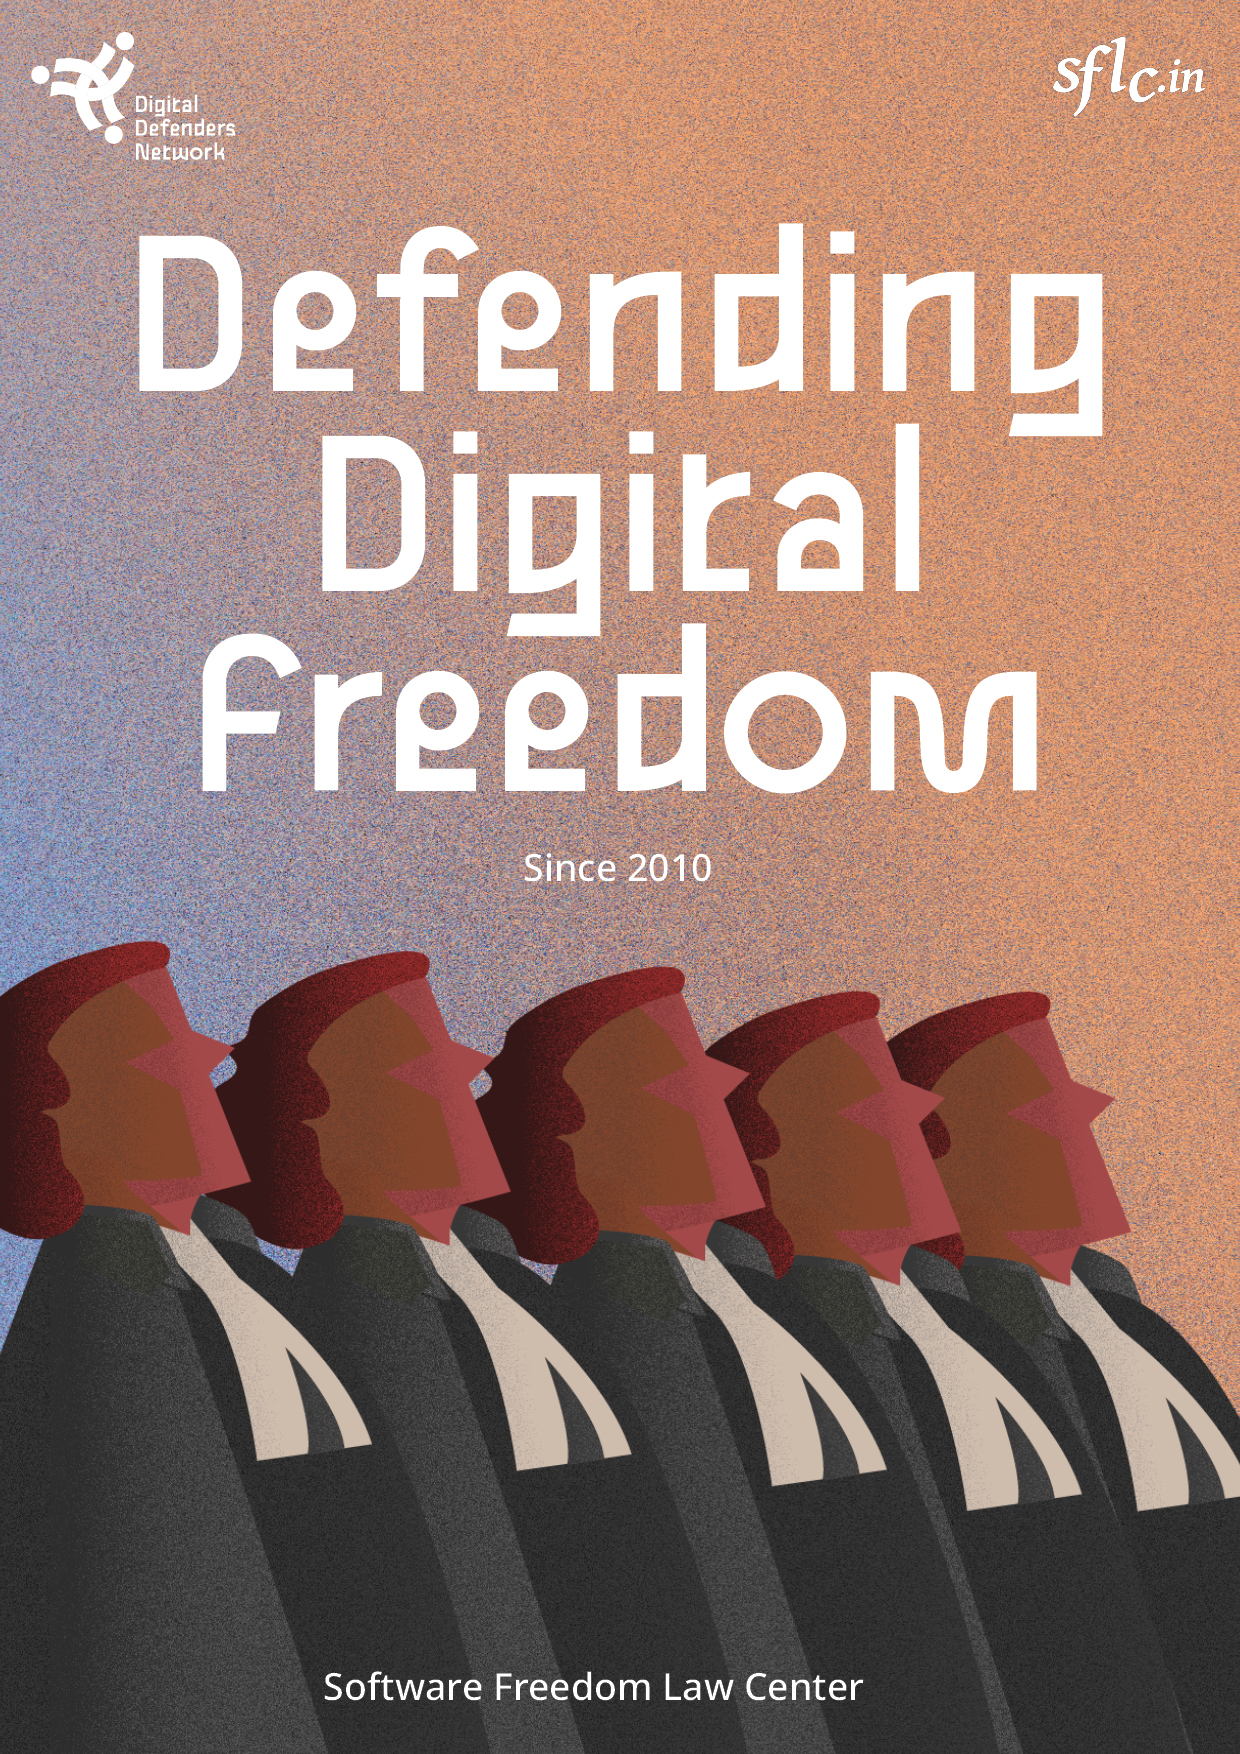 Digital
Defenders
Network
sflc.in
Defending
Digital
Freedom
Since 2010
Software Freedom Law Center